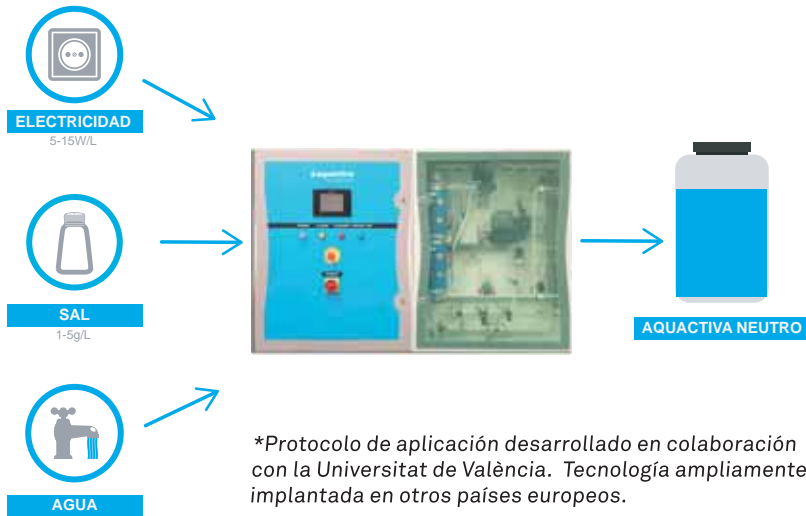 ELECTRICIDAD
5-15W/L
SAL
1-5g/L
AGUA
AQUACTIVA NEUTRO
*Protocolo de aplicación desarrollado en colaboración
con la Universitat de València. Tecnología ampliamente
implantada en otros países europeos.